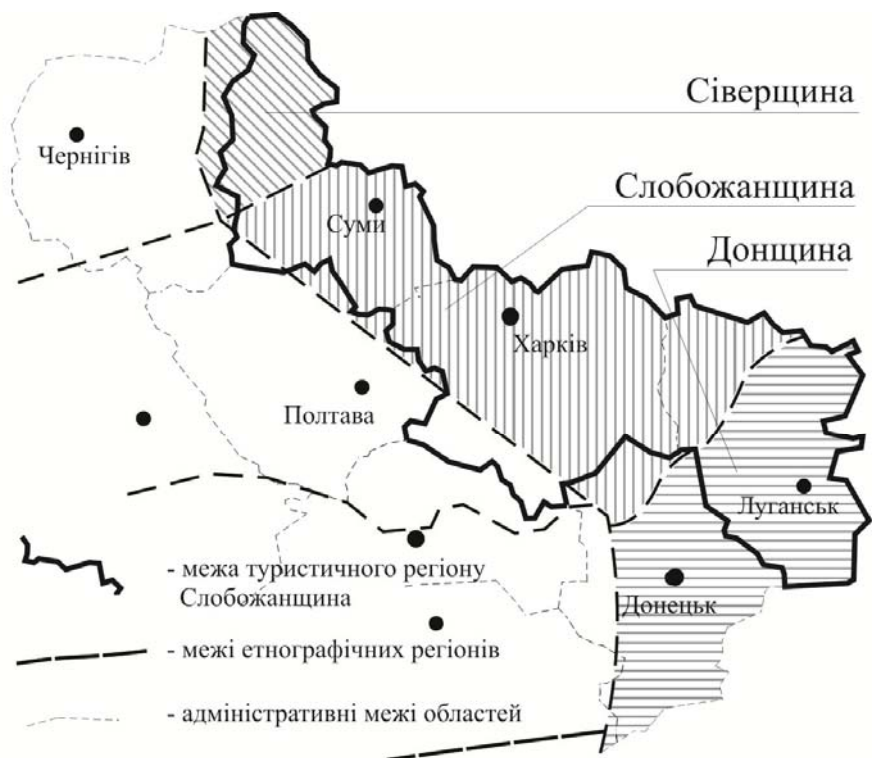 Сіверщина
Чернігів
Слобожанщина
Суми
Донщина
Харків
Полтава
Луганськ
- межа туристичного регіону
Слобожанщина
Донецьк
- межі етнографічних регіонів
- адміністративні межі областей